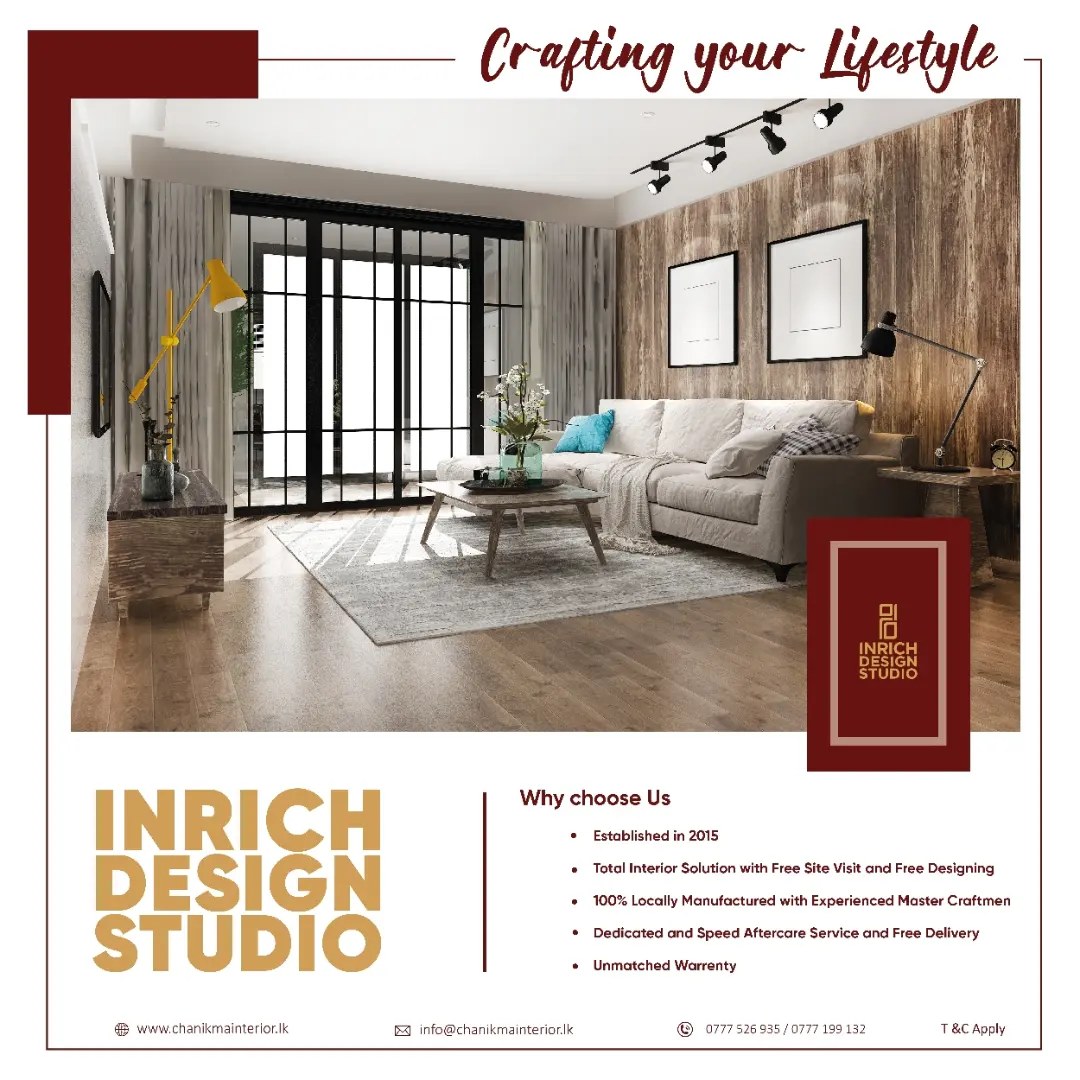 Crafting your Lifestyle
INRICH
DESIGN
STUDIO
INRICH
DESIGN
STUDIO
Why choose Us
• Established in 2015
• Total Interior Solution with Free Site Visit and Free Designing
• 100% Locally Manufactured with Experienced Master Craftmen
• Dedicated and Speed Aftercare Service and Free Delivery
• Unmatched Warrenty
www.chanikmainterior.lk
info@chanikmainterior.lk
0777 526 935 / 0777 199 132
T &C Apply